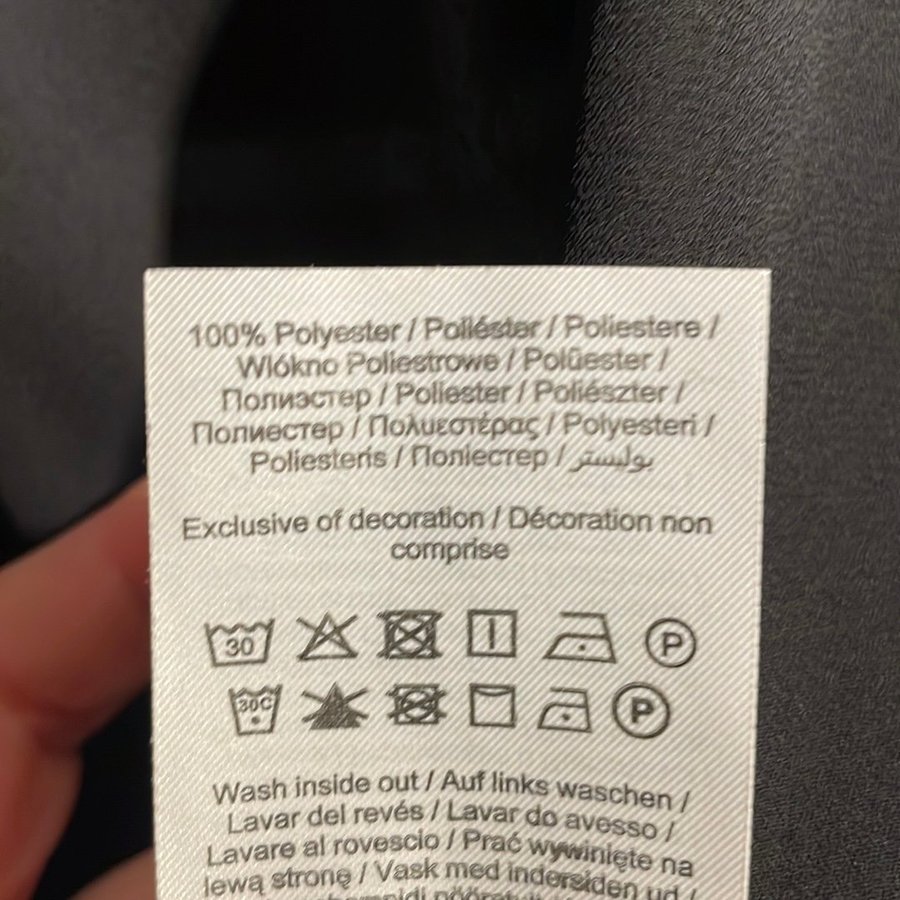 100% Polyester / Poliéster / Poliestere /
Wlókno Poliestrowe / Polüester /
Полиэстер / Poliester / Poliészter /
Полиестер / Πολυεστέρας / Polyesteri /
Poliesteris / Поліестер / بوليستر
Exclusive of decoration / Décoration non
comprise
30 P
30C P
Wash inside out / Auf links waschen /
Lavar del revés / Lavar do avesso /
Lavare al rovescio / Prać wywinięte na
lewą stronę / Vask med indersiden ud /